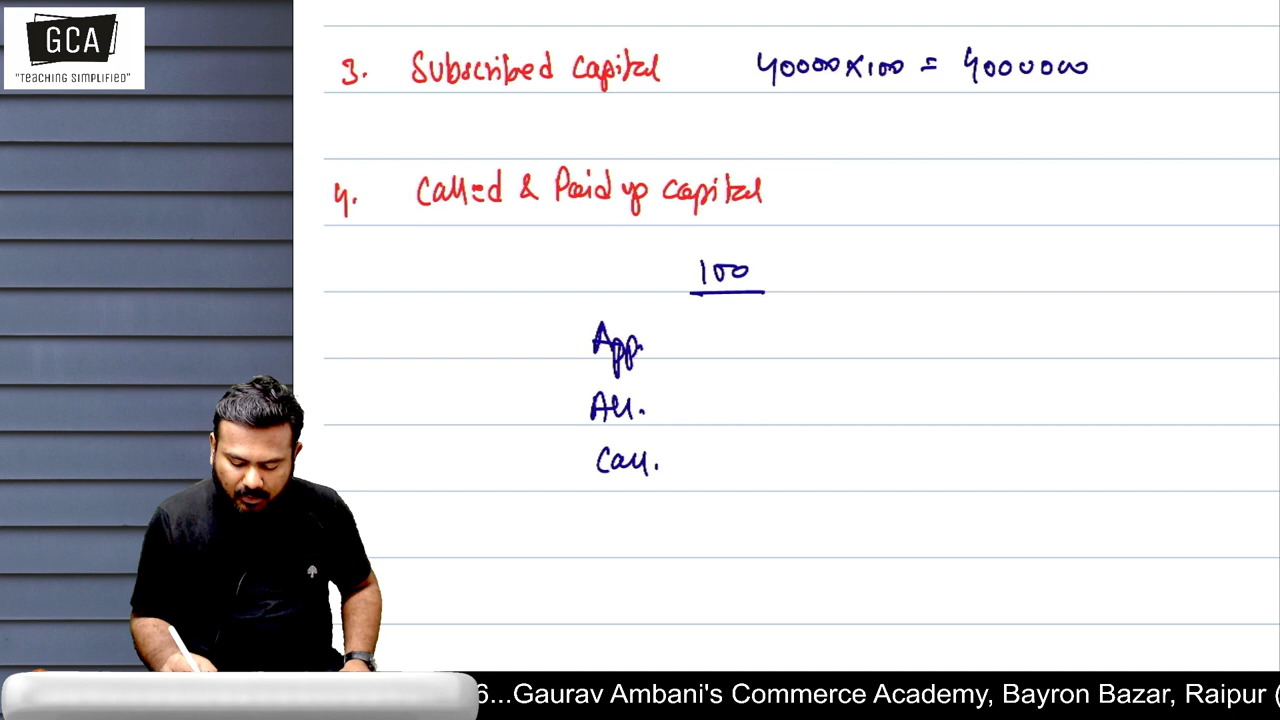 GCA
"TEACHING SIMPLIFIED"
3. Subscribed Capital 40000×100 = 4000000
4. Called & Paid up capital
100
App.
All.
Call.
6...Gaurav Ambani's Commerce Academy, Bayron Bazar, Raipur (